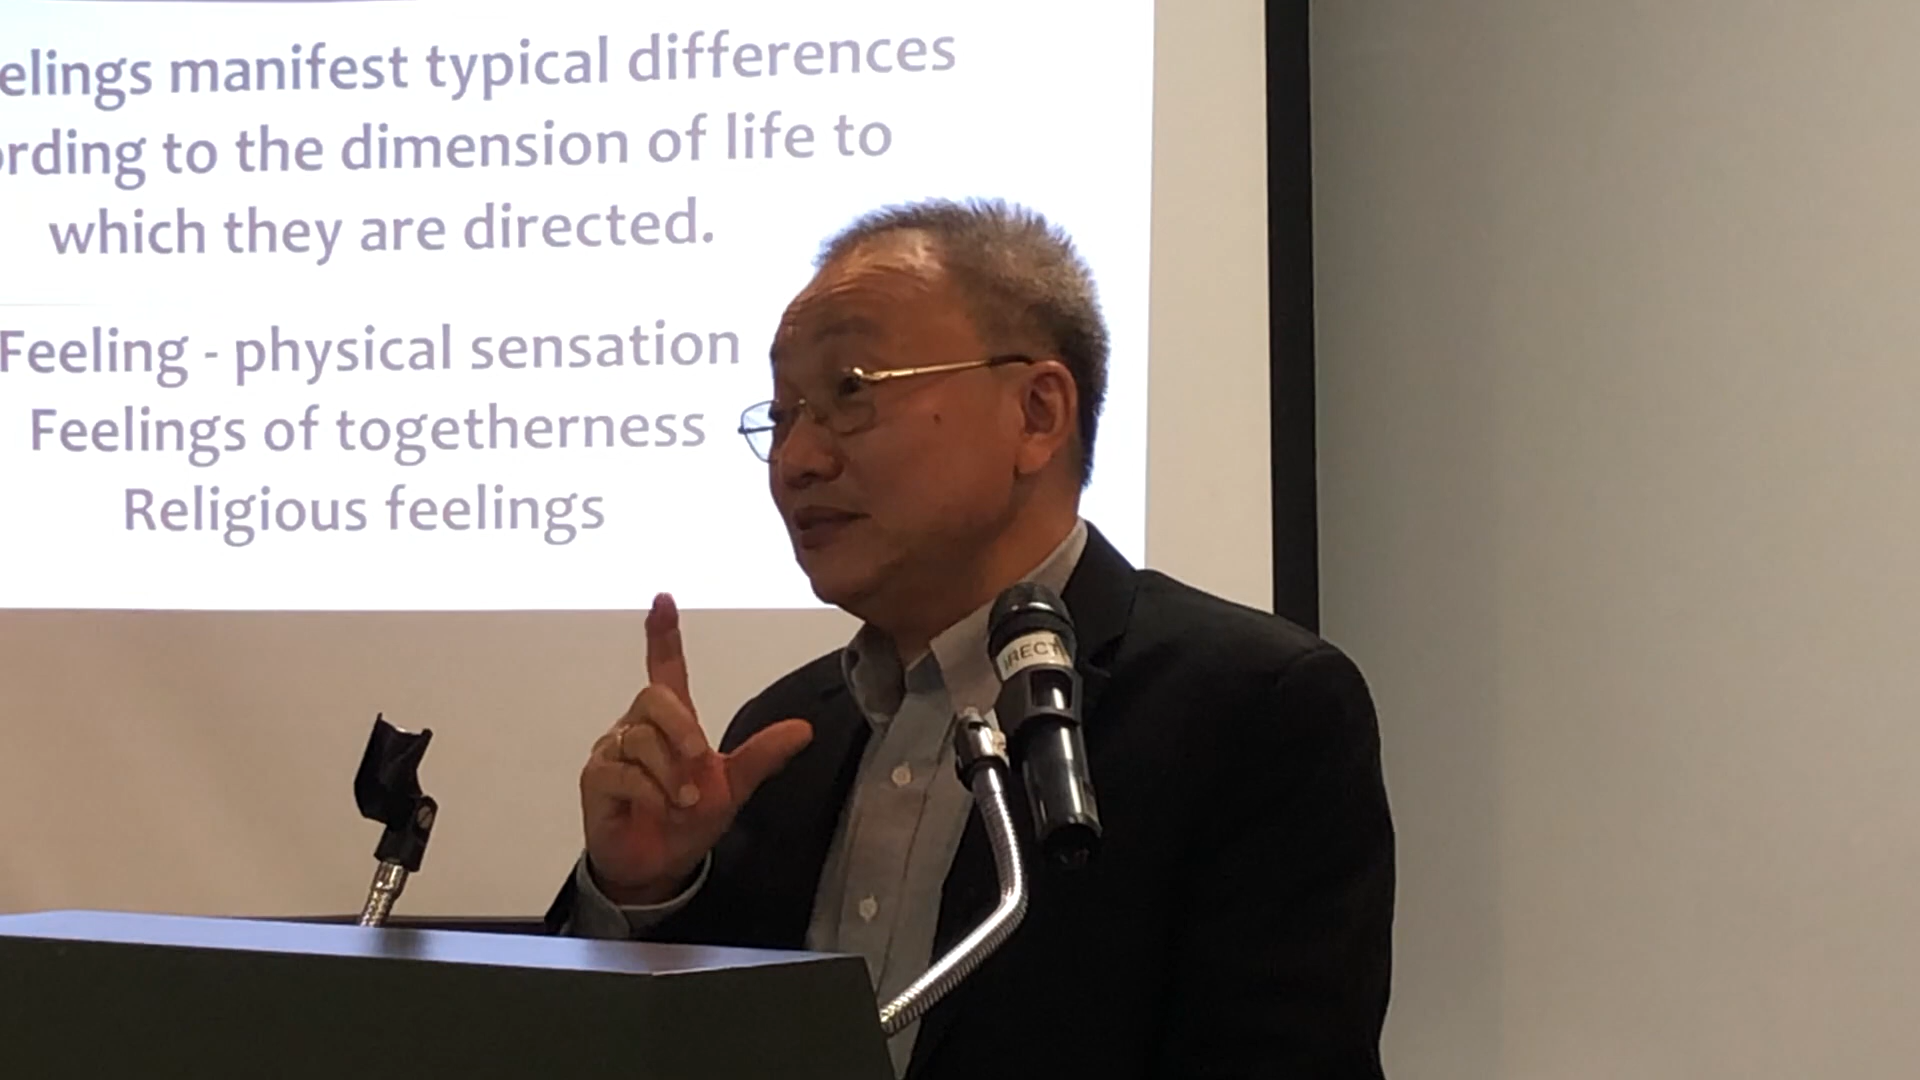 elings manifest typical differences
ording to the dimension of life to
which they are directed.
Feeling - physical sensation
Feelings of togetherness
Religious feelings
IRECT